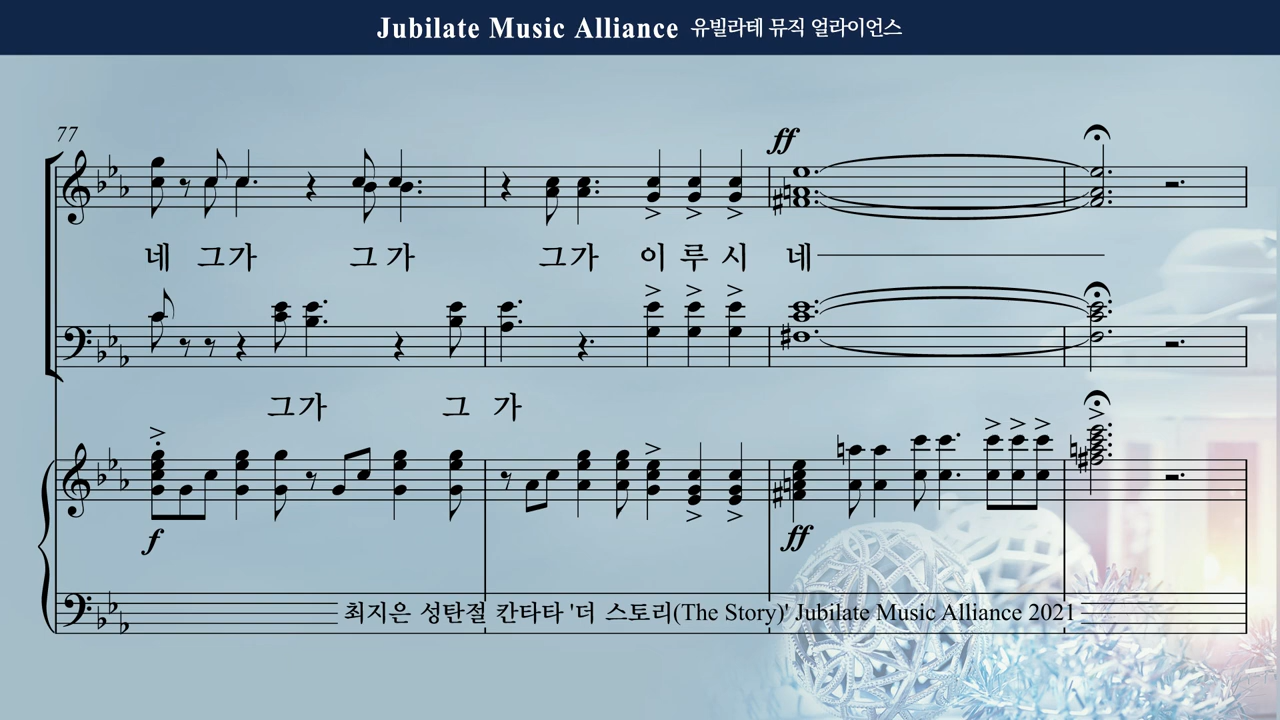 Jubilate Music Alliance 유빌라테 뮤직 얼라이언스
77
ff
네 그가 그 가 그가 이 루 시 네
그가 그 가
f ff
최지은 성탄절 칸타타 '더 스토리(The Story)' Jubilate Music Alliance 2021